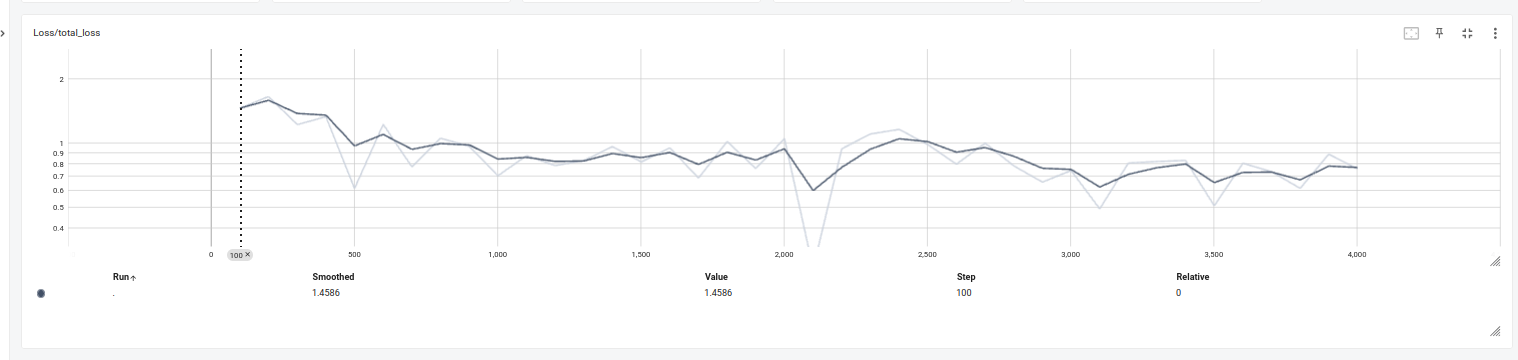 Loss/total_loss
2
1
0.9
0.8
0.7
0.6
0.5
0.4
0 100 500 1,000 1,500 2,000 2,500 3,000 3,500 4,000
Run Smoothed Value Step Relative
. 1.4586 1.4586 100 0